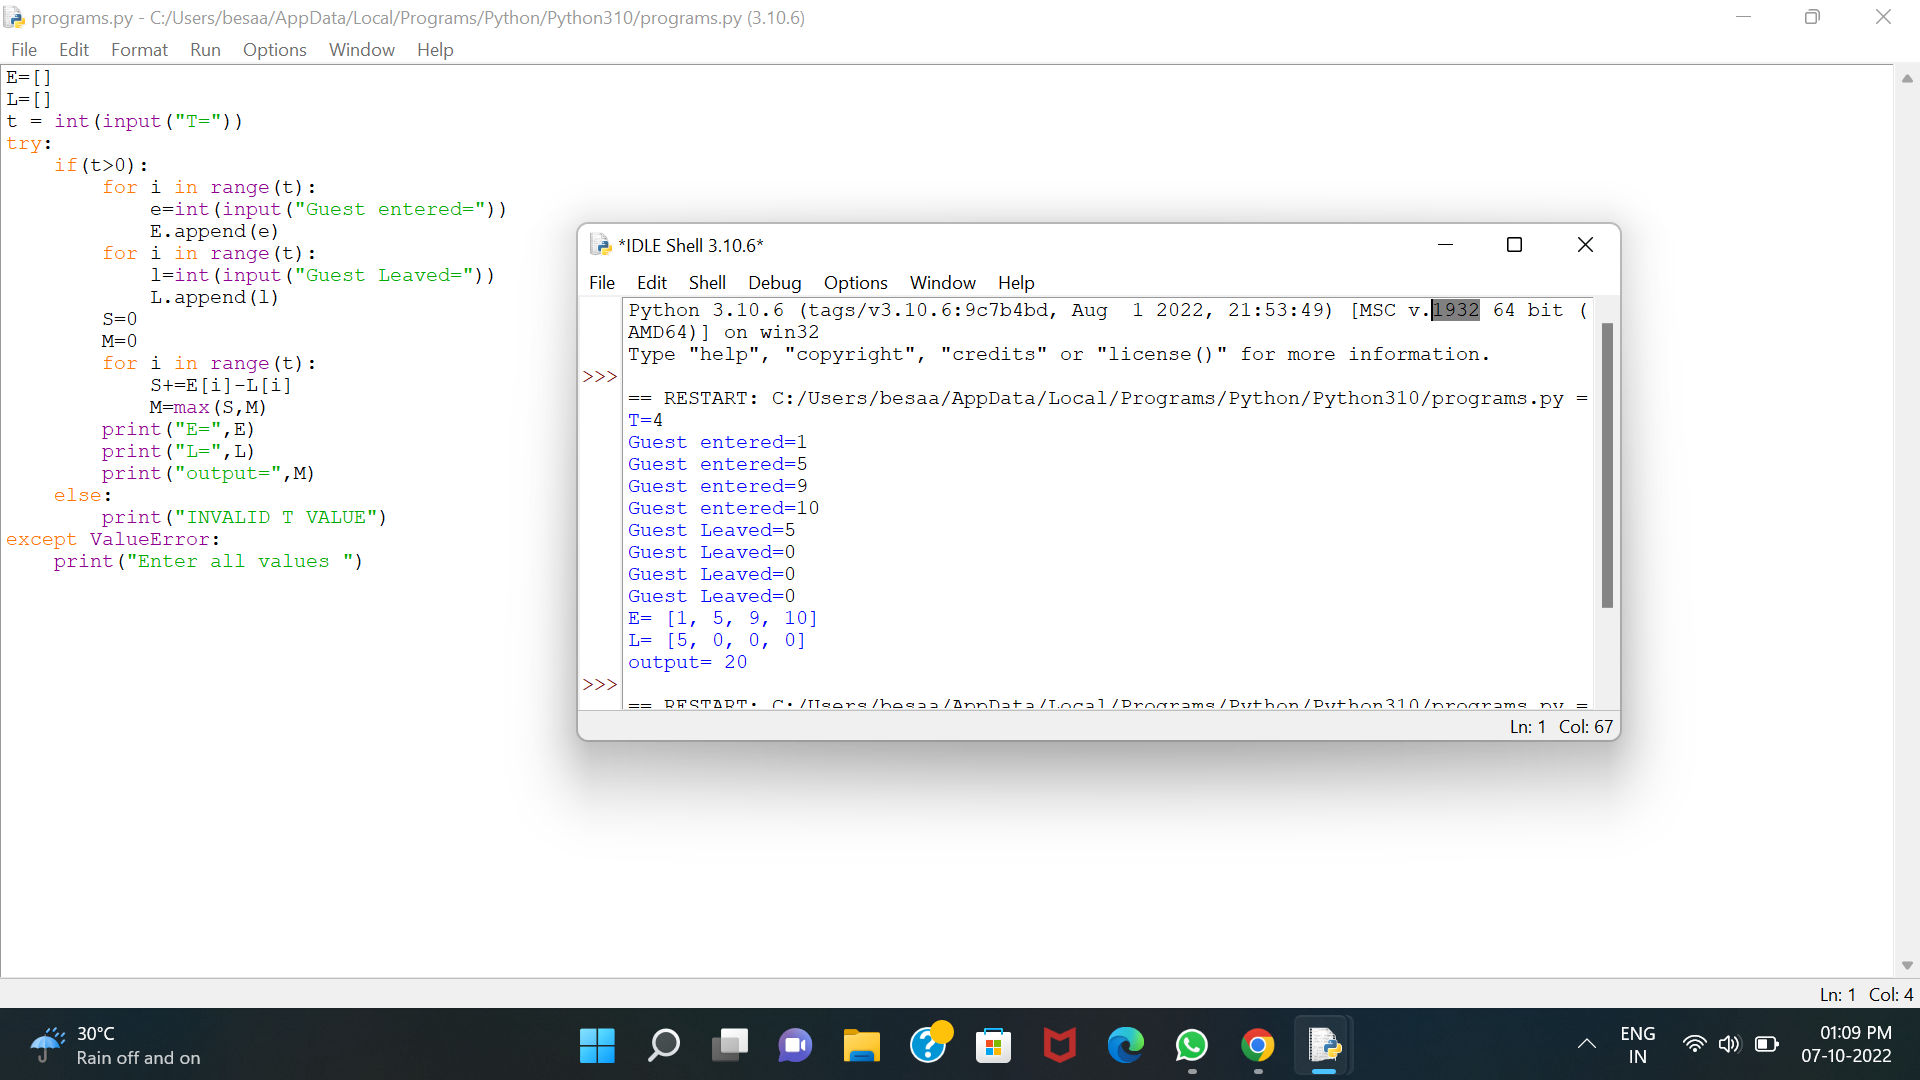 programs.py - C:/Users/besaa/AppData/Local/Programs/Python/Python310/programs.py (3.10.6)
File Edit Format Run Options Window Help
E=[]
L=[]
t = int(input("T="))
try:
    if(t>0):
        for i in range(t):
            e=int(input("Guest entered="))
            E.append(e)
        for i in range(t):
            l=int(input("Guest Leaved="))
            L.append(l)
        S=0
        M=0
        for i in range(t):
            S+=E[i]-L[i]
            M=max(S,M)
        print("E=",E)
        print("L=",L)
        print("output=",M)
    else:
        print("INVALID T VALUE")
except ValueError:
    print("Enter all values ")
*IDLE Shell 3.10.6*
File Edit Shell Debug Options Window Help
Python 3.10.6 (tags/v3.10.6:9c7b4bd, Aug  1 2022, 21:53:49) [MSC v.1932 64 bit (
AMD64)] on win32
Type "help", "copyright", "credits" or "license()" for more information.
>>>
== RESTART: C:/Users/besaa/AppData/Local/Programs/Python/Python310/programs.py =
T=4
Guest entered=1
Guest entered=5
Guest entered=9
Guest entered=10
Guest Leaved=5
Guest Leaved=0
Guest Leaved=0
Guest Leaved=0
E= [1, 5, 9, 10]
L= [5, 0, 0, 0]
output= 20
>>>
== RESTART: C:/Users/besaa/AppData/Local/Programs/Python/Python310/programs.py =
Ln: 1 Col: 67
Ln: 1 Col: 4
30°C
Rain off and on
ENG
IN
01:09 PM
07-10-2022